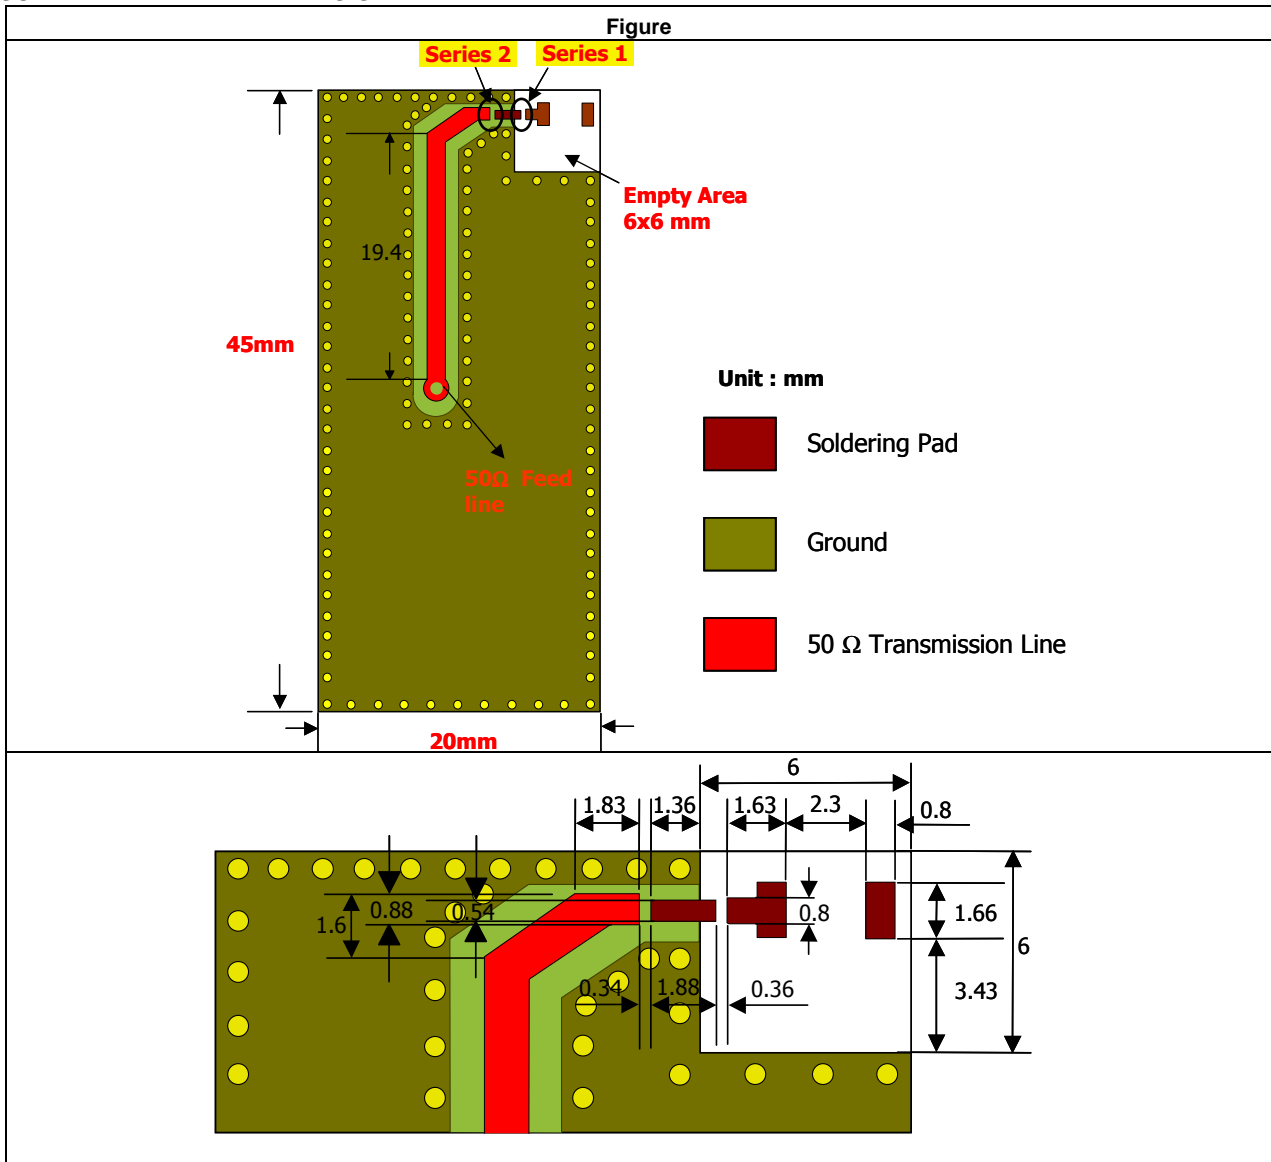 Figure
Series 2 Series 1
Empty Area
6x6 mm
19.4
45mm
Unit : mm
Soldering Pad
50Ω Feed
line
Ground
50 Ω Transmission Line
20mm
6
1.83 1.36 1.63 2.3 0.8
1.6 0.88 0.54 0.8 1.66
6
0.34 1.88 0.36 3.43